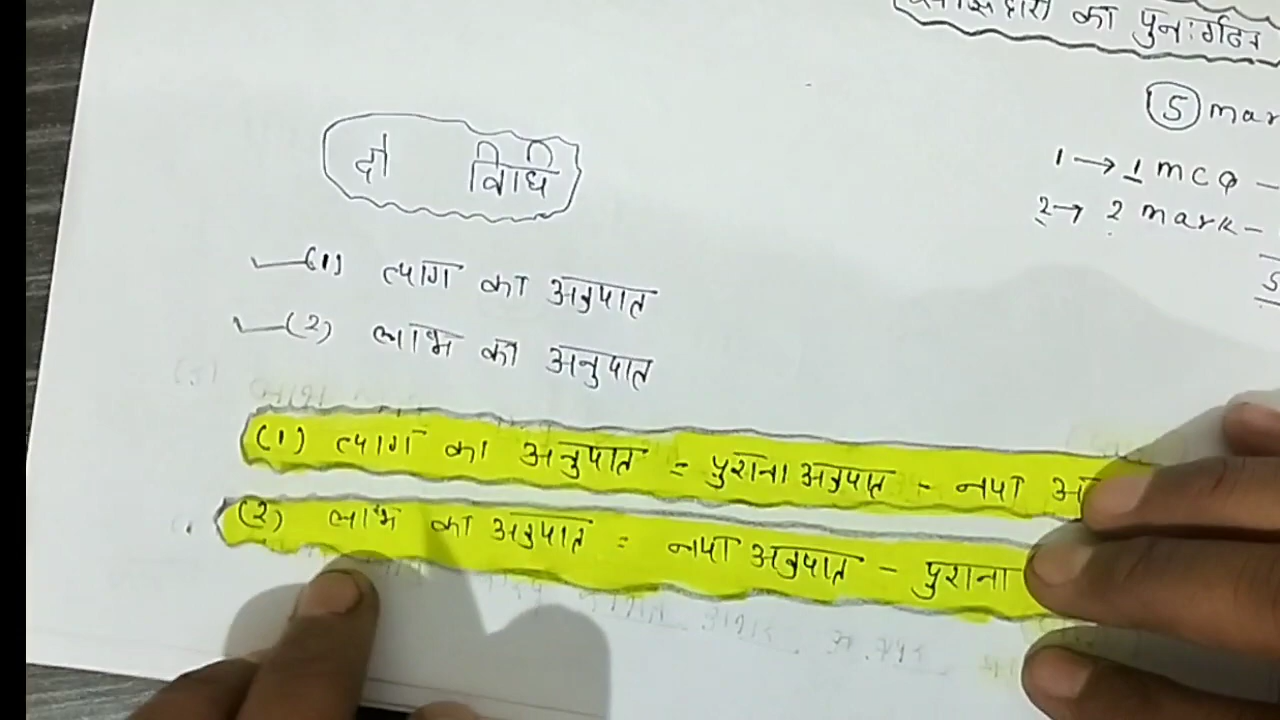 का पुनःर्गठन
(5) mar
1 → 1 mcq -
2 → 2 mark -
5
दो विधि
(1) त्याग का अनुपात
(2) लाभ का अनुपात
(1) त्याग का अनुपात = पुराना अनुपात - नया अ
(2) लाभ का अनुपात = नया अनुपात - पुराना